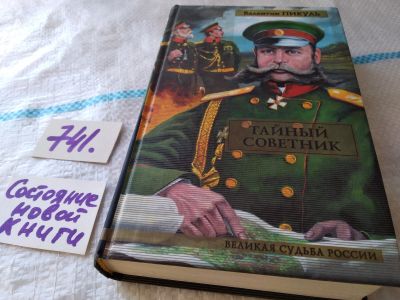 Валентин ПИКУЛЬ
ТАЙНЫЙ
СОВЕТНИК
ВЕЛИКАЯ СУДЬБА РОССИИ
741.
Состояние
новой
книги